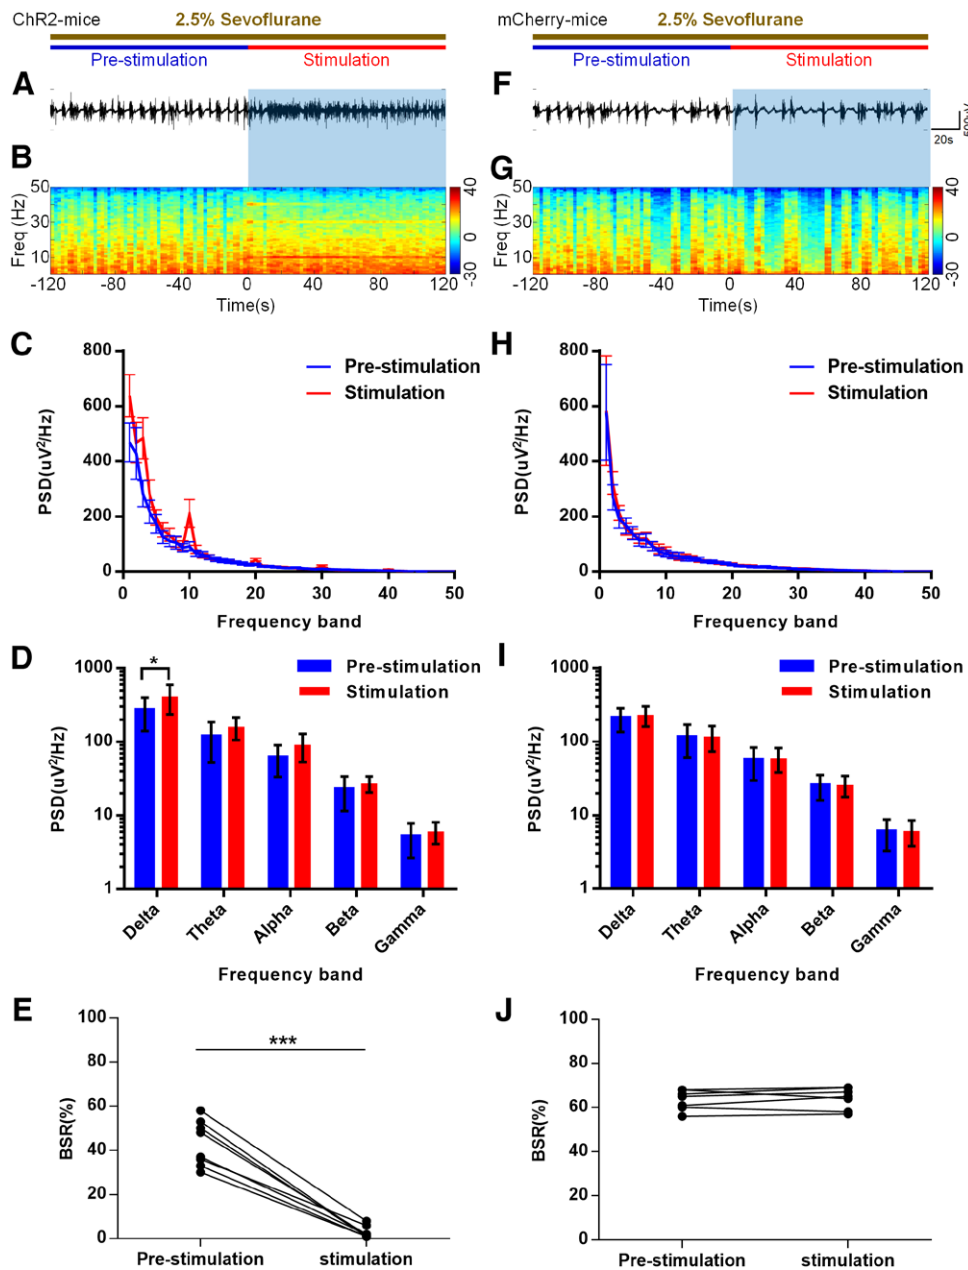 ChR2-mice 2.5% Sevoflurane
Pre-stimulation Stimulation
A
B
50
30
10
Freq (Hz)
40
0
-30
-120 -80 -40 0 40 80 120
Time(s)
mCherry-mice 2.5% Sevoflurane
Pre-stimulation Stimulation
F
500uV
20s
G
50
30
10
Freq (Hz)
40
0
-30
-120 -80 -40 0 40 80 120
Time(s)
C
800
600
400
200
0
PSD(uV²/Hz)
Pre-stimulation
Stimulation
0 10 20 30 40 50
Frequency band
H
800
600
400
200
0
PSD(uV²/Hz)
Pre-stimulation
Stimulation
0 10 20 30 40 50
Frequency band
D
1000
100
10
1
PSD(uV²/Hz)
*
Pre-stimulation
Stimulation
Delta Theta Alpha Beta Gamma
Frequency band
I
1000
100
10
1
PSD(uV²/Hz)
Pre-stimulation
Stimulation
Delta Theta Alpha Beta Gamma
Frequency band
E
100
80
60
40
20
0
BSR(%)
***
Pre-stimulation stimulation
J
100
80
60
40
20
0
BSR(%)
Pre-stimulation stimulation